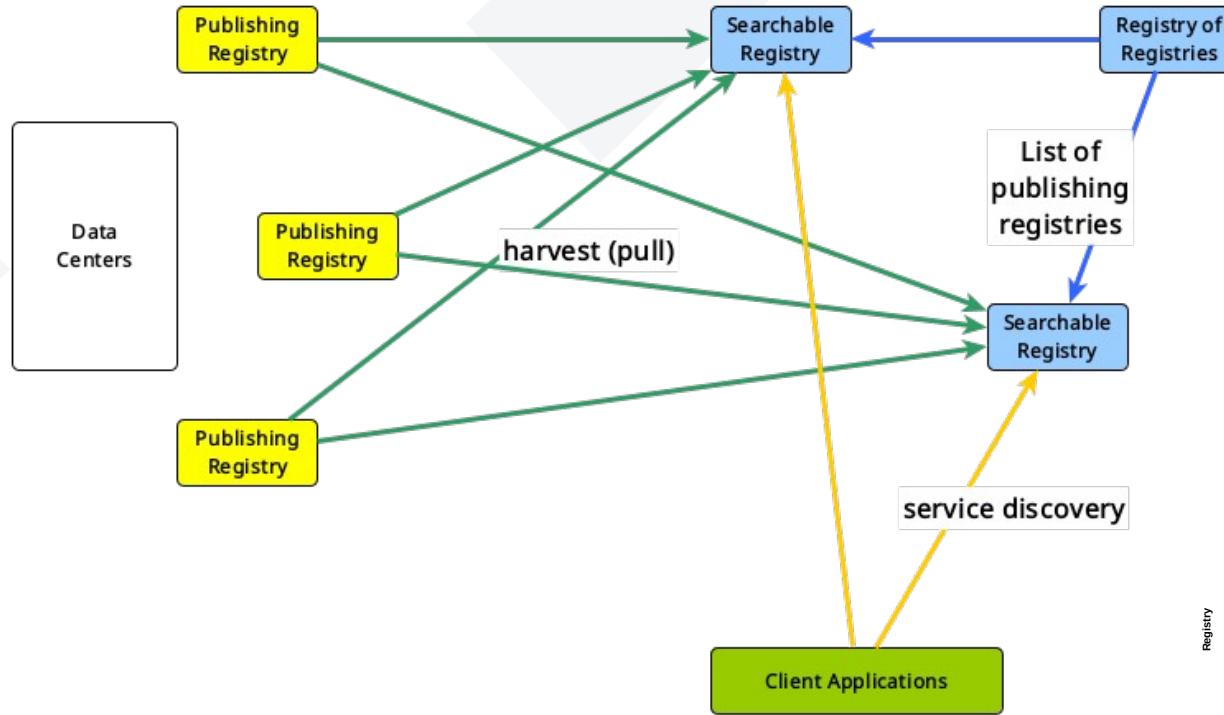 Publishing
Registry
Searchable
Registry
Registry of
Registries
List of
publishing
registries
Data
Centers
Publishing
Registry
harvest (pull)
Searchable
Registry
Publishing
Registry
service discovery
Registry
Client Applications